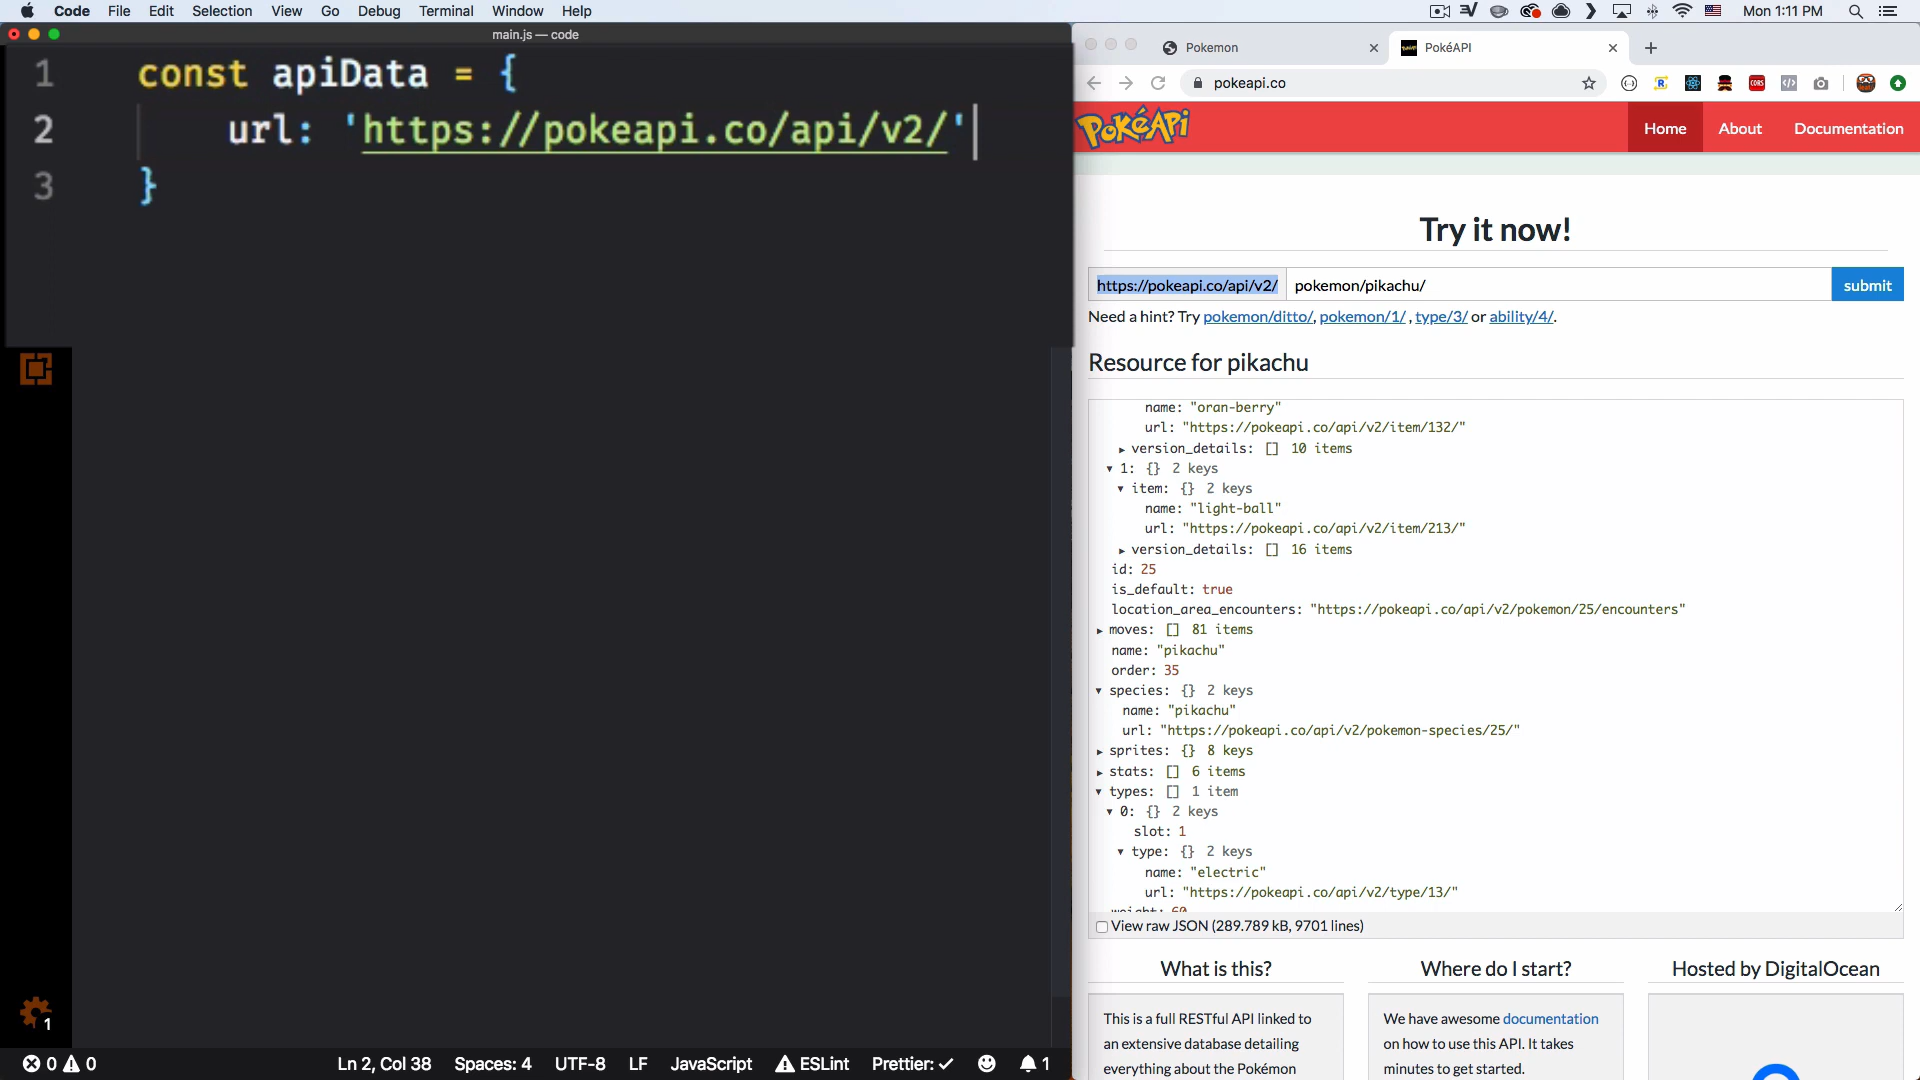 Code File Edit Selection View Go Debug Terminal Window Help
Mon 1:11 PM
main.js — code
1 const apiData = {
2 url: 'https://pokeapi.co/api/v2/'
3 }
1
0 0
Ln 2, Col 38 Spaces: 4 UTF-8 LF JavaScript ESLint Prettier: ✓ 1
Pokemon
PokéAPI
pokeapi.co
CORS
PokéAPI
Home About Documentation
Try it now!
https://pokeapi.co/api/v2/ pokemon/pikachu/ submit
Need a hint? Try pokemon/ditto/, pokemon/1/ , type/3/ or ability/4/.
Resource for pikachu
name: "oran-berry"
url: "https://pokeapi.co/api/v2/item/132/"
▸ version_details: [] 10 items
▾ 1: {} 2 keys
▾ item: {} 2 keys
name: "light-ball"
url: "https://pokeapi.co/api/v2/item/213/"
▸ version_details: [] 16 items
id: 25
is_default: true
location_area_encounters: "https://pokeapi.co/api/v2/pokemon/25/encounters"
▸ moves: [] 81 items
name: "pikachu"
order: 35
▾ species: {} 2 keys
name: "pikachu"
url: "https://pokeapi.co/api/v2/pokemon-species/25/"
▸ sprites: {} 8 keys
▸ stats: [] 6 items
▾ types: [] 1 item
▾ 0: {} 2 keys
slot: 1
▾ type: {} 2 keys
name: "electric"
url: "https://pokeapi.co/api/v2/type/13/"
weight: 60
View raw JSON (289.789 kB, 9701 lines)
What is this?
This is a full RESTful API linked to
an extensive database detailing
everything about the Pokémon
Where do I start?
We have awesome documentation
on how to use this API. It takes
minutes to get started.
Hosted by DigitalOcean